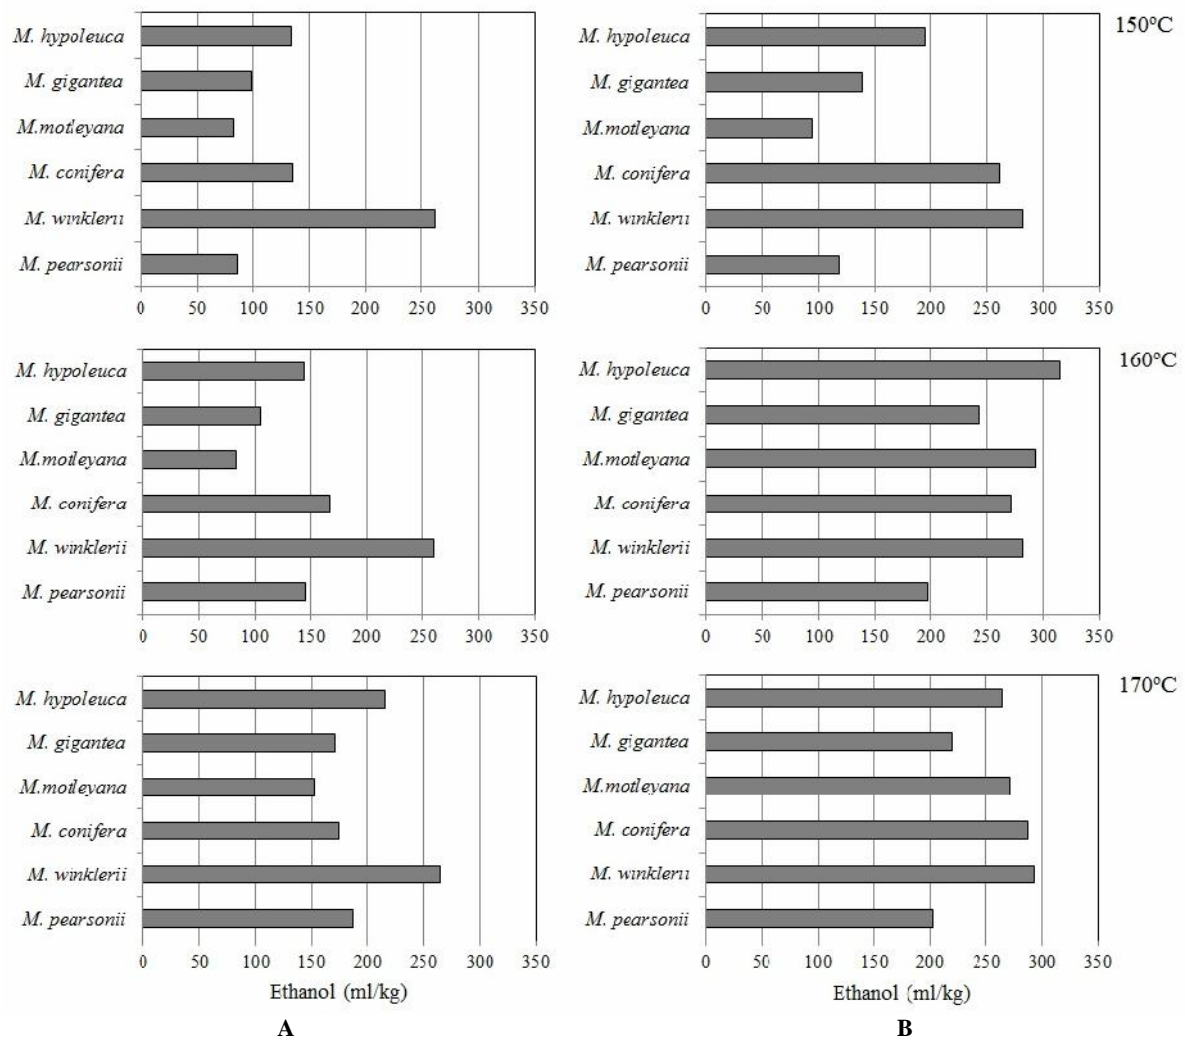 150ºC
M. hypoleuca
M. gigantea
M.motleyana
M. conifera
M. winklerii
M. pearsonii
0 50 100 150 200 250 300 350
M. hypoleuca
M. gigantea
M.motleyana
M. conifera
M. winklerii
M. pearsonii
0 50 100 150 200 250 300 350
160ºC
M. hypoleuca
M. gigantea
M.motleyana
M. conifera
M. winklerii
M. pearsonii
0 50 100 150 200 250 300 350
M. hypoleuca
M. gigantea
M.motleyana
M. conifera
M. winklerii
M. pearsonii
0 50 100 150 200 250 300 350
170ºC
M. hypoleuca
M. gigantea
M.motleyana
M. conifera
M. winklerii
M. pearsonii
0 50 100 150 200 250 300 350
Ethanol (ml/kg)
A
M. hypoleuca
M. gigantea
M.motleyana
M. conifera
M. winklerii
M. pearsonii
0 50 100 150 200 250 300 350
Ethanol (ml/kg)
B